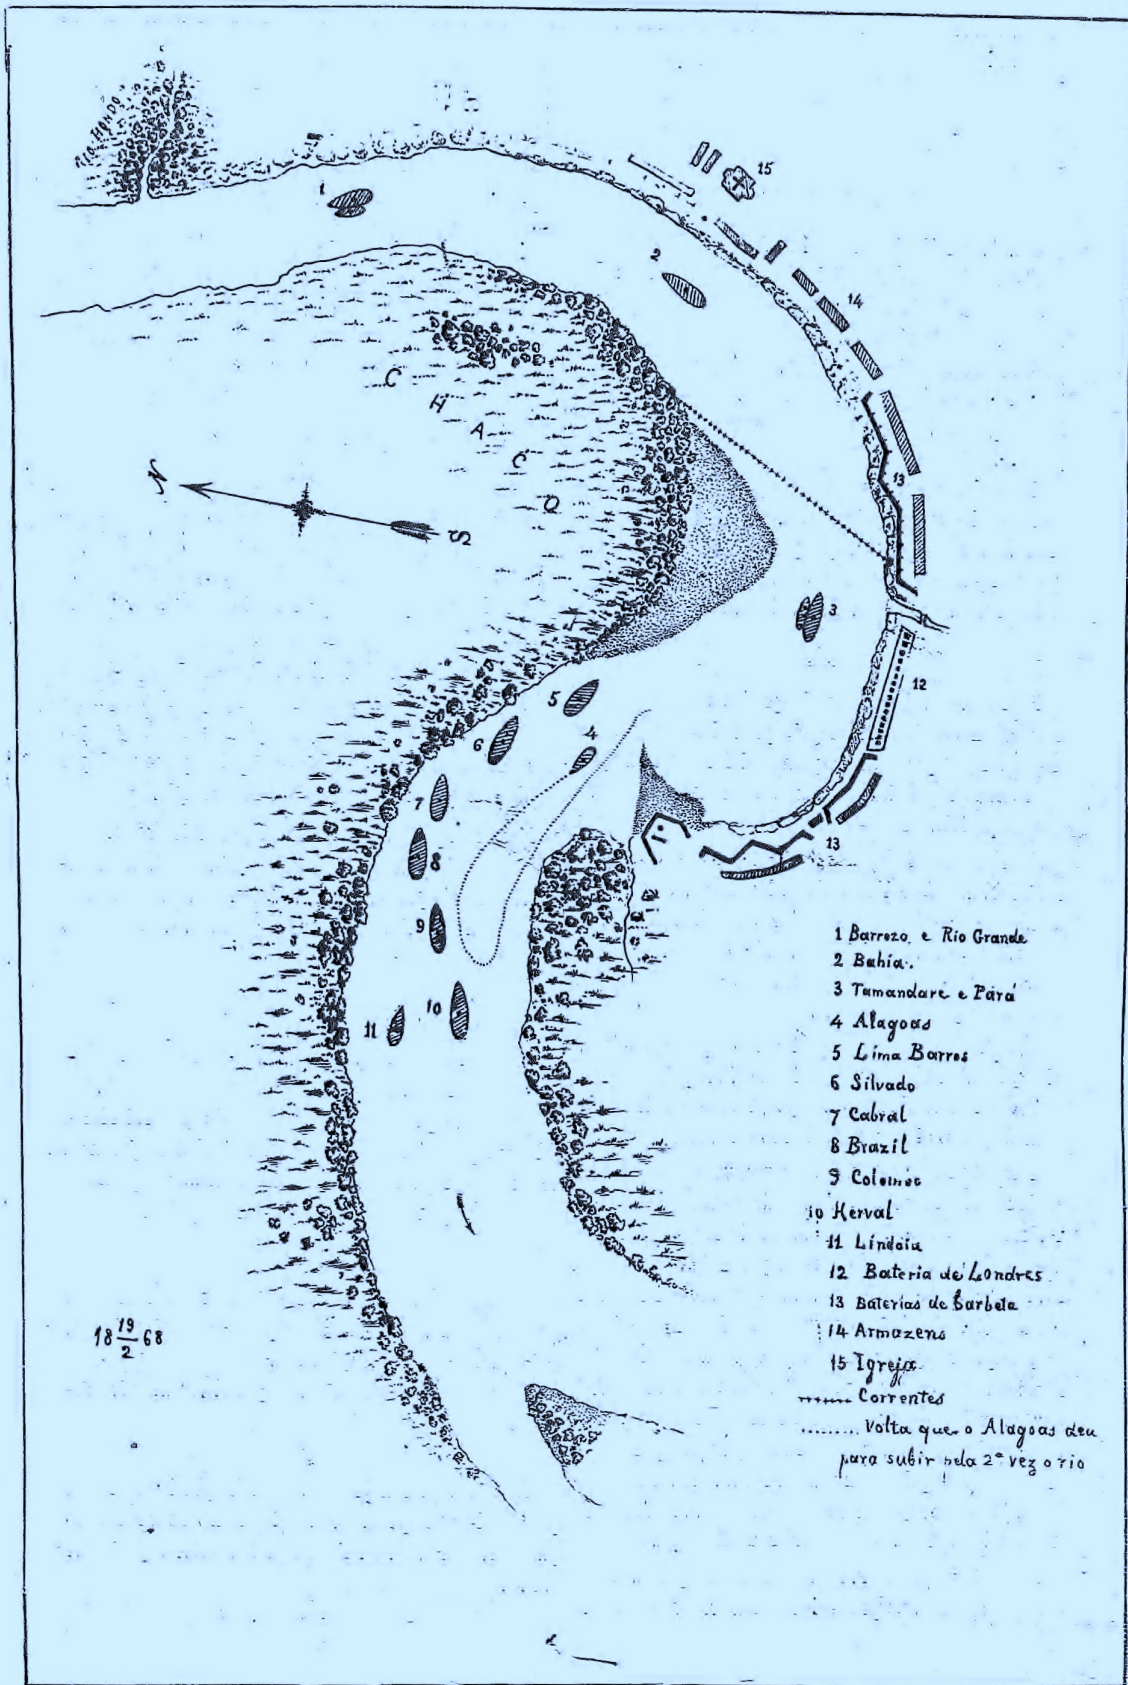 RIO HONDO
1
15
2
14
C
H
A
C
O
N
S
13
3
12
5
6
4
7
8
13
9
10
11
1 Barrozo e Rio Grande
2 Bahia.
3 Tamandare e Pará
4 Alagoas
5 Lima Barros
6 Silvado
7 Cabral
8 Brazil
9 Colombo
10 Herval
11 Lindoia
12 Bateria de Londres
13 Baterias de Barbeta
14 Armazens
15 Igreja
Correntes
Volta que o Alagoas deu
para subir pela 2ª vez o rio
18 19/2 68